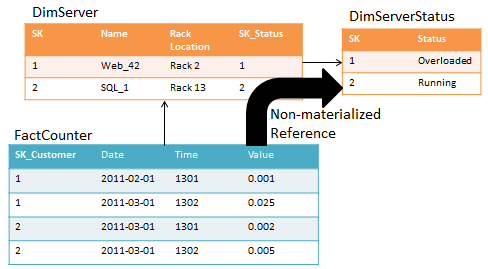 DimServer
SK Name Rack Location SK_Status
1 Web_42 Rack 2 1
2 SQL_1 Rack 13 2
DimServerStatus
SK Status
1 Overloaded
2 Running
Non-materialized
Reference
FactCounter
SK_Customer Date Time Value
1 2011-02-01 1301 0.001
1 2011-03-01 1302 0.025
2 2011-03-01 1301 0.002
2 2011-03-01 1302 0.005